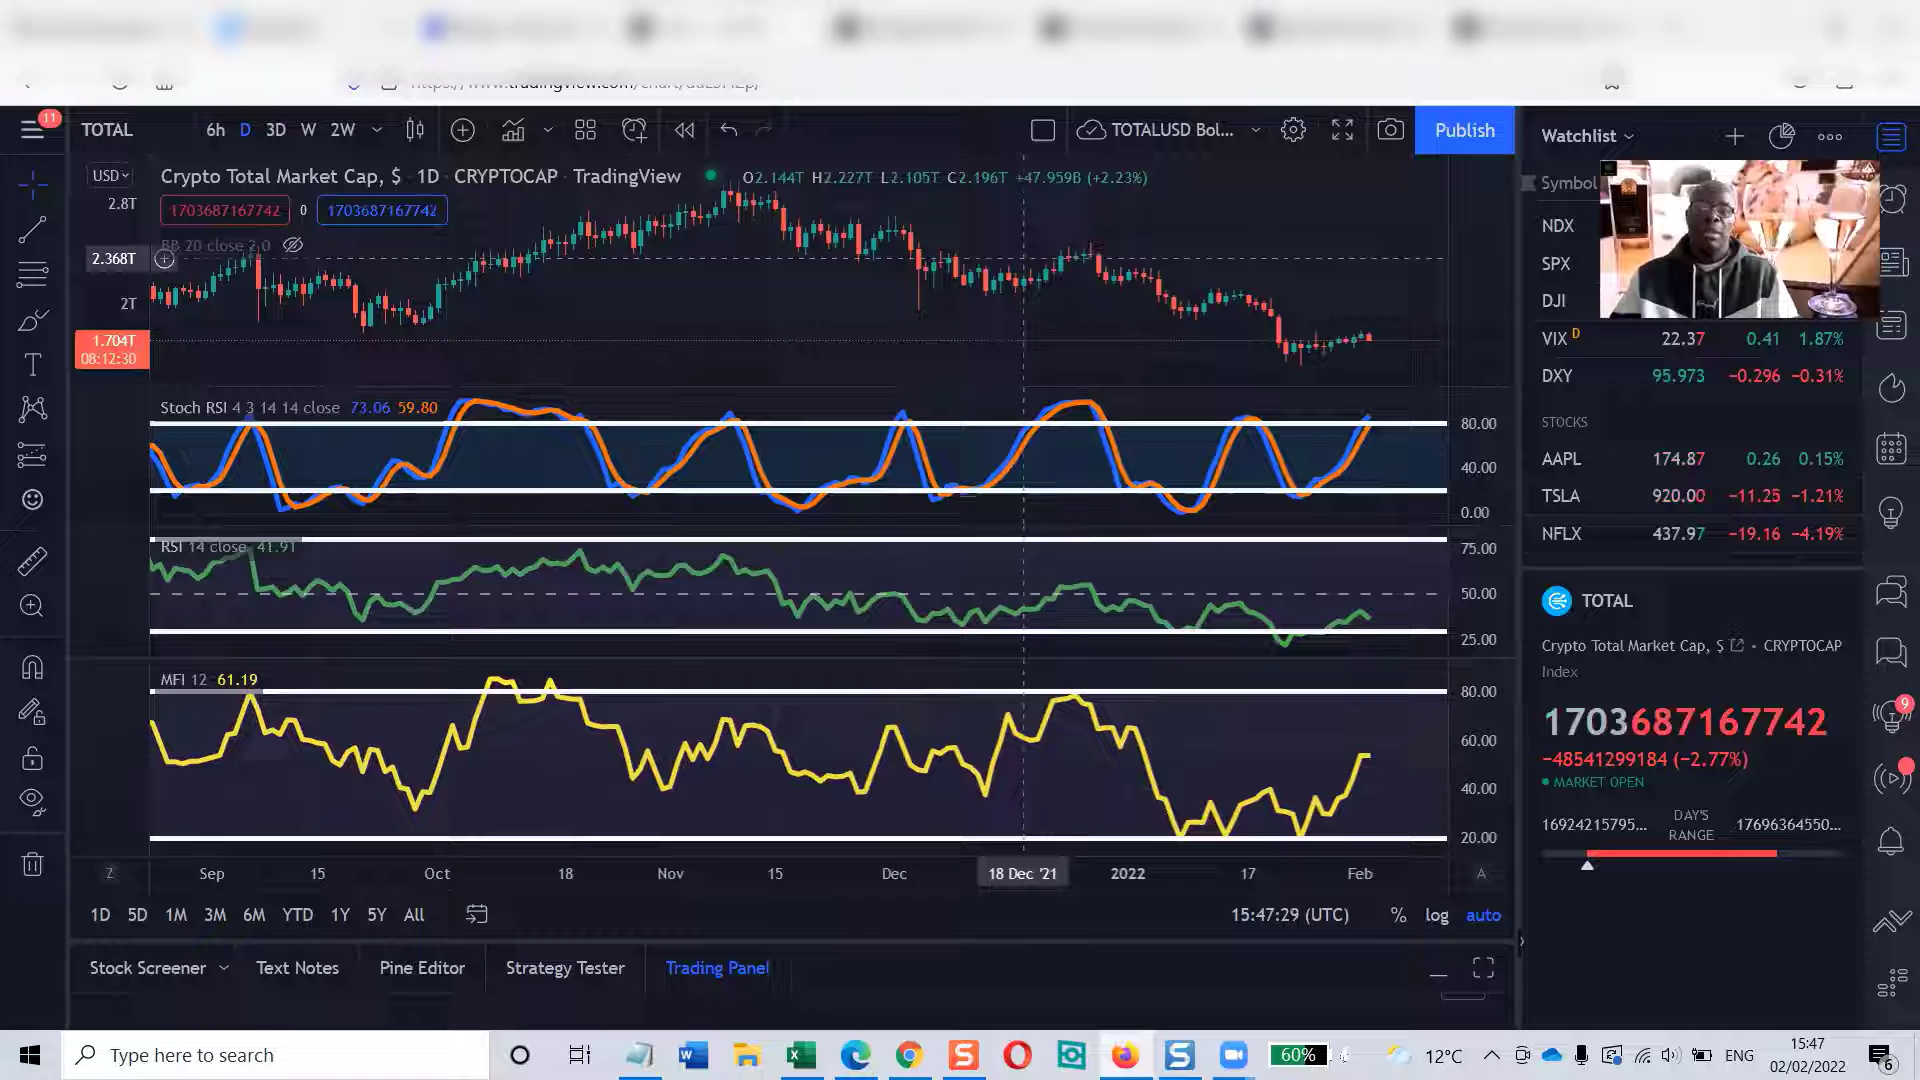 11
TOTAL 6h D 3D W 2W TOTALUSD Bol... Publish
USD Crypto Total Market Cap, $ · 1D · CRYPTOCAP · TradingView O2.144T H2.227T L2.105T C2.196T +47.959B (+2.23%)
2.8T
1703687167742 0 1703687167742
BB 20 close 2.0
2.368T
2T
1.704T
08:12:30
Stoch RSI 4 3 14 14 close 73.06 59.80
80.00
40.00
0.00
RSI 14 close 41.91
75.00
50.00
25.00
MFI 12 61.19
80.00
60.00
40.00
20.00
Z Sep 15 Oct 18 Nov 15 Dec 18 Dec '21 2022 17 Feb A
1D 5D 1M 3M 6M YTD 1Y 5Y All 15:47:29 (UTC) % log auto
Stock Screener Text Notes Pine Editor Strategy Tester Trading Panel
Watchlist
Symbol
NDX
SPX
DJI
VIX D 22.37 0.41 1.87%
DXY 95.973 −0.296 −0.31%
STOCKS
AAPL 174.87 0.26 0.15%
TSLA 920.00 −11.25 −1.21%
NFLX 437.97 −19.16 −4.19%
TOTAL
Crypto Total Market Cap, $ • CRYPTOCAP
Index
1703687167742
−48541299184 (−2.77%)
MARKET OPEN
16924215795... DAY'S RANGE 17696364550...
9
Type here to search 60% 12°C ENG 15:47
02/02/2022
6